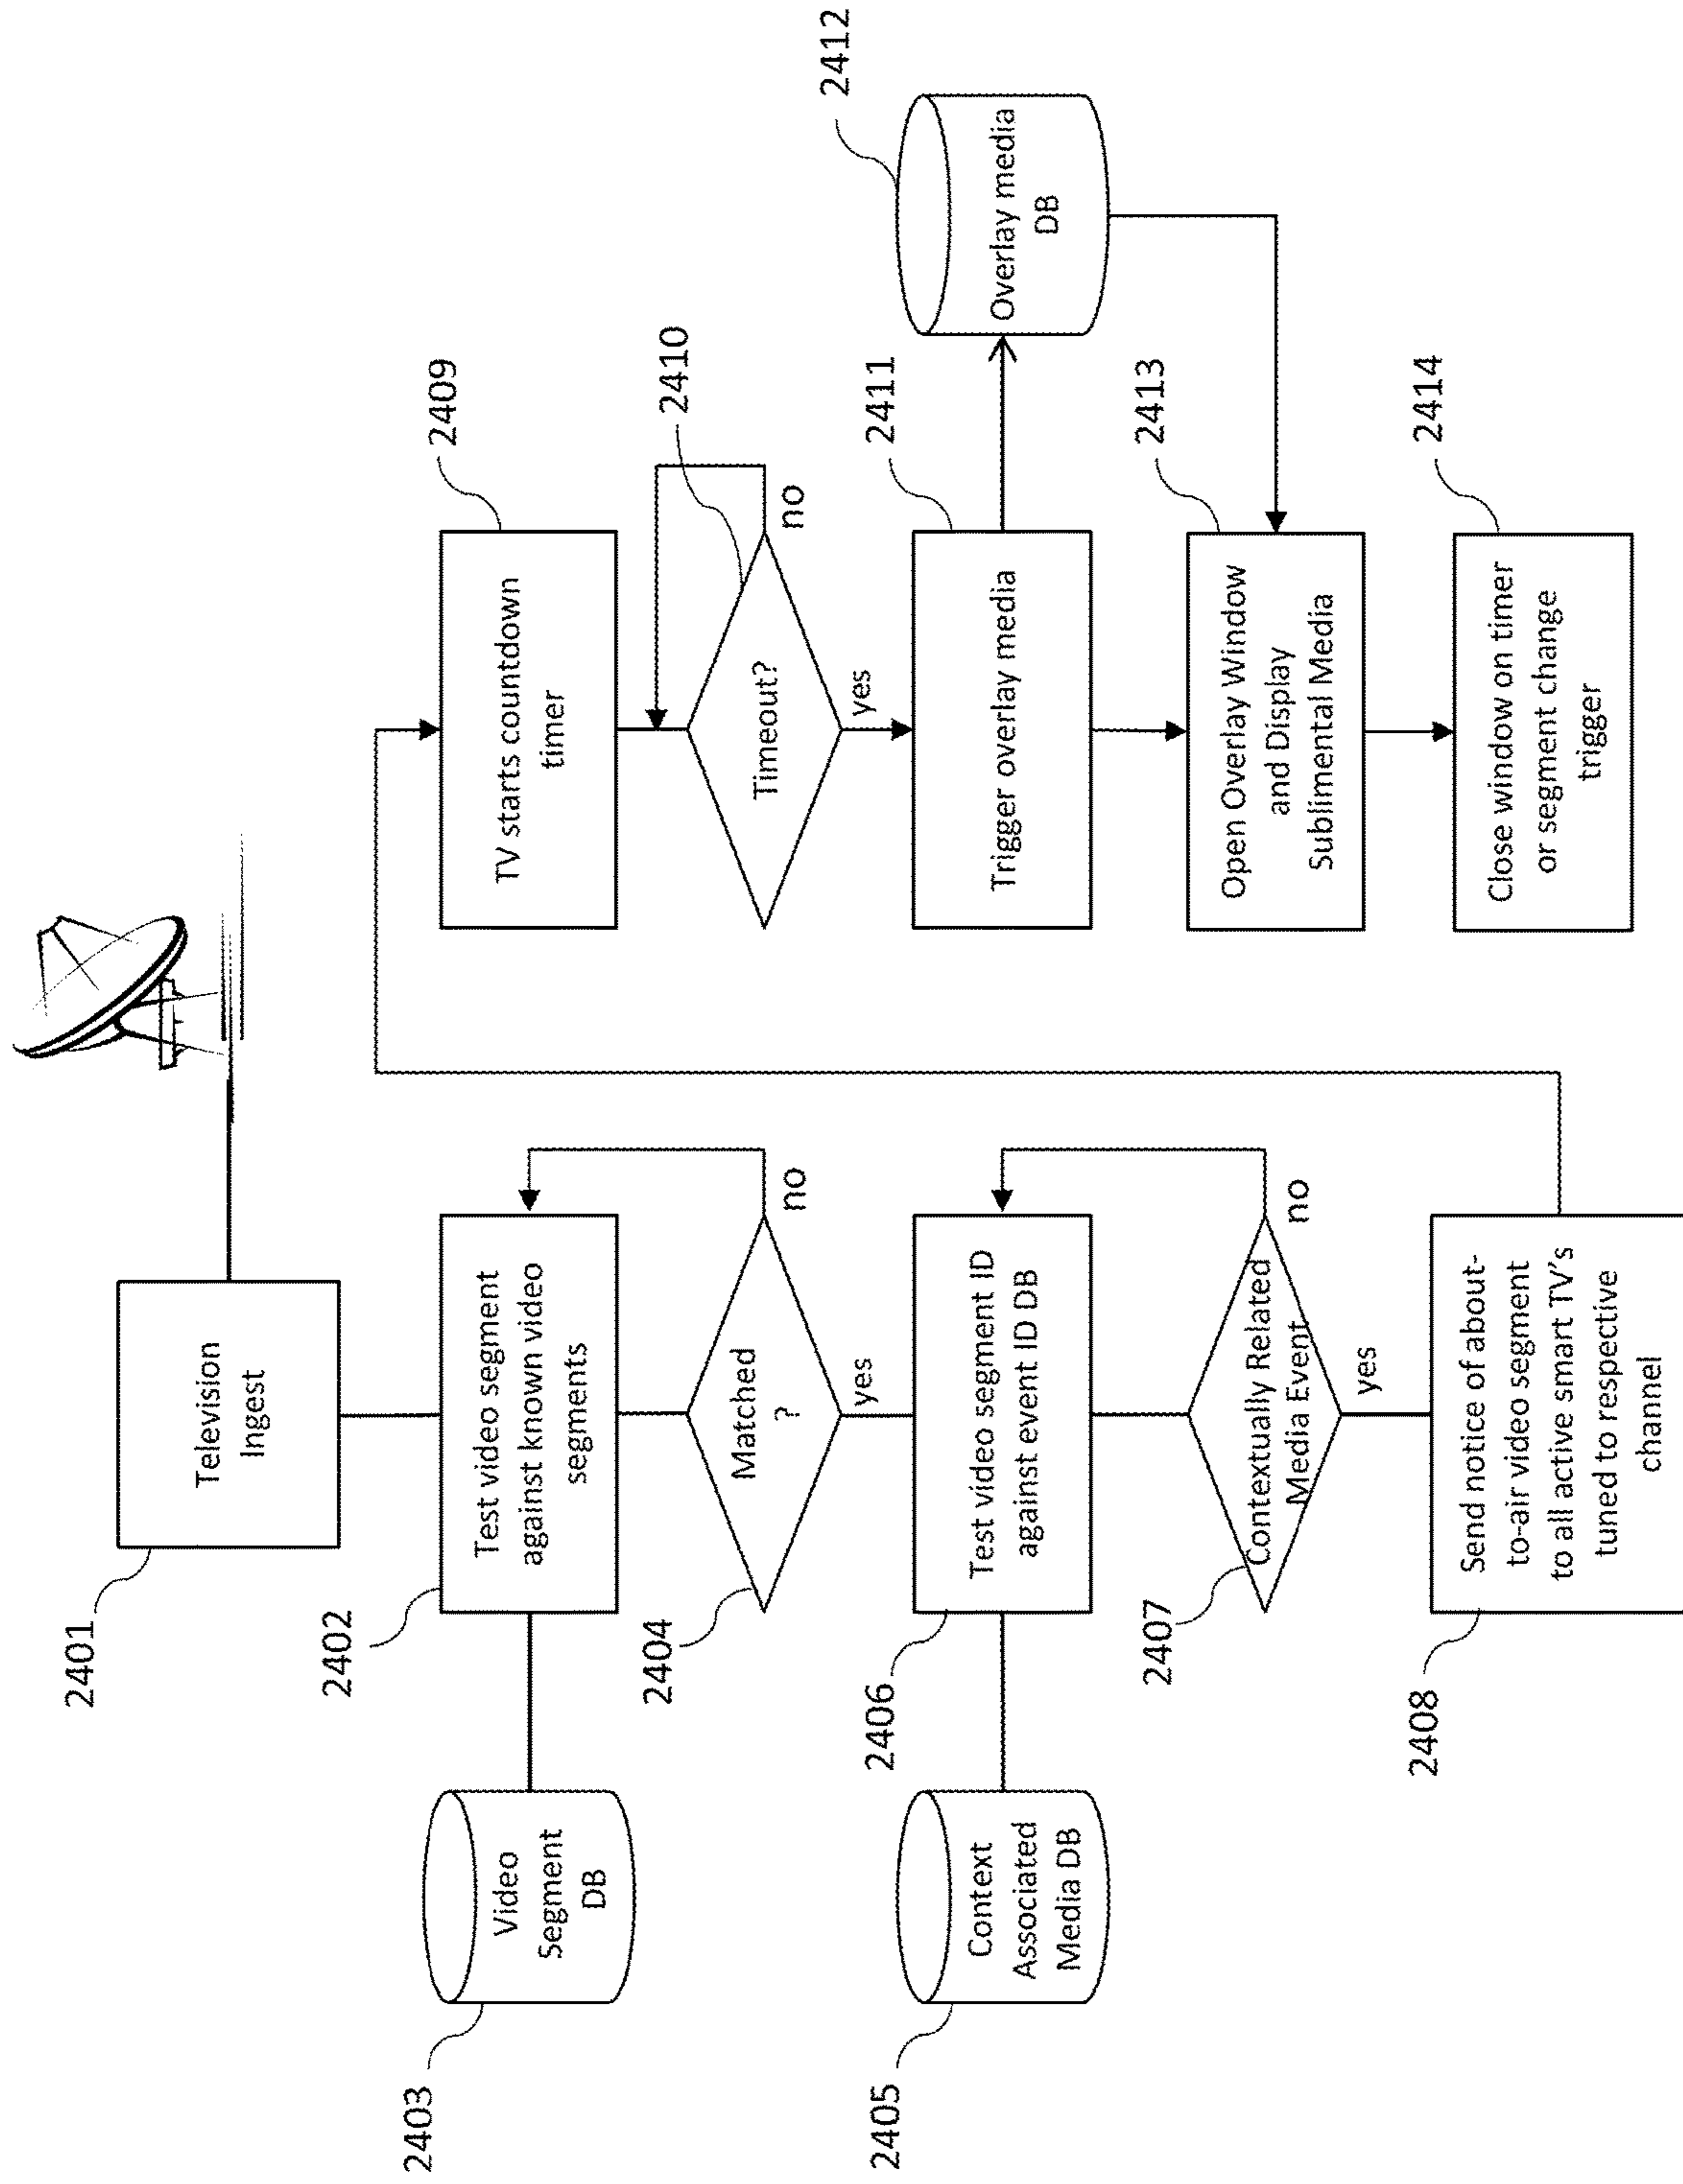 2401
Television
Ingest
2402
Test video segment
against known video
segments
2403
Video
Segment
DB
2404
Matched
?
no
yes
2405
Context
Associated
Media DB
2406
Test video segment ID
against event ID DB
2407
Contextually Related
Media Event
no
yes
2408
Send notice of about-
to-air video segment
to all active smart TV's
tuned to respective
channel
2409
TV starts countdown
timer
2410
Timeout?
no
yes
2411
Trigger overlay media
2412
Overlay media
DB
2413
Open Overlay Window
and Display
Sublimental Media
2414
Close window on timer
or segment change
trigger